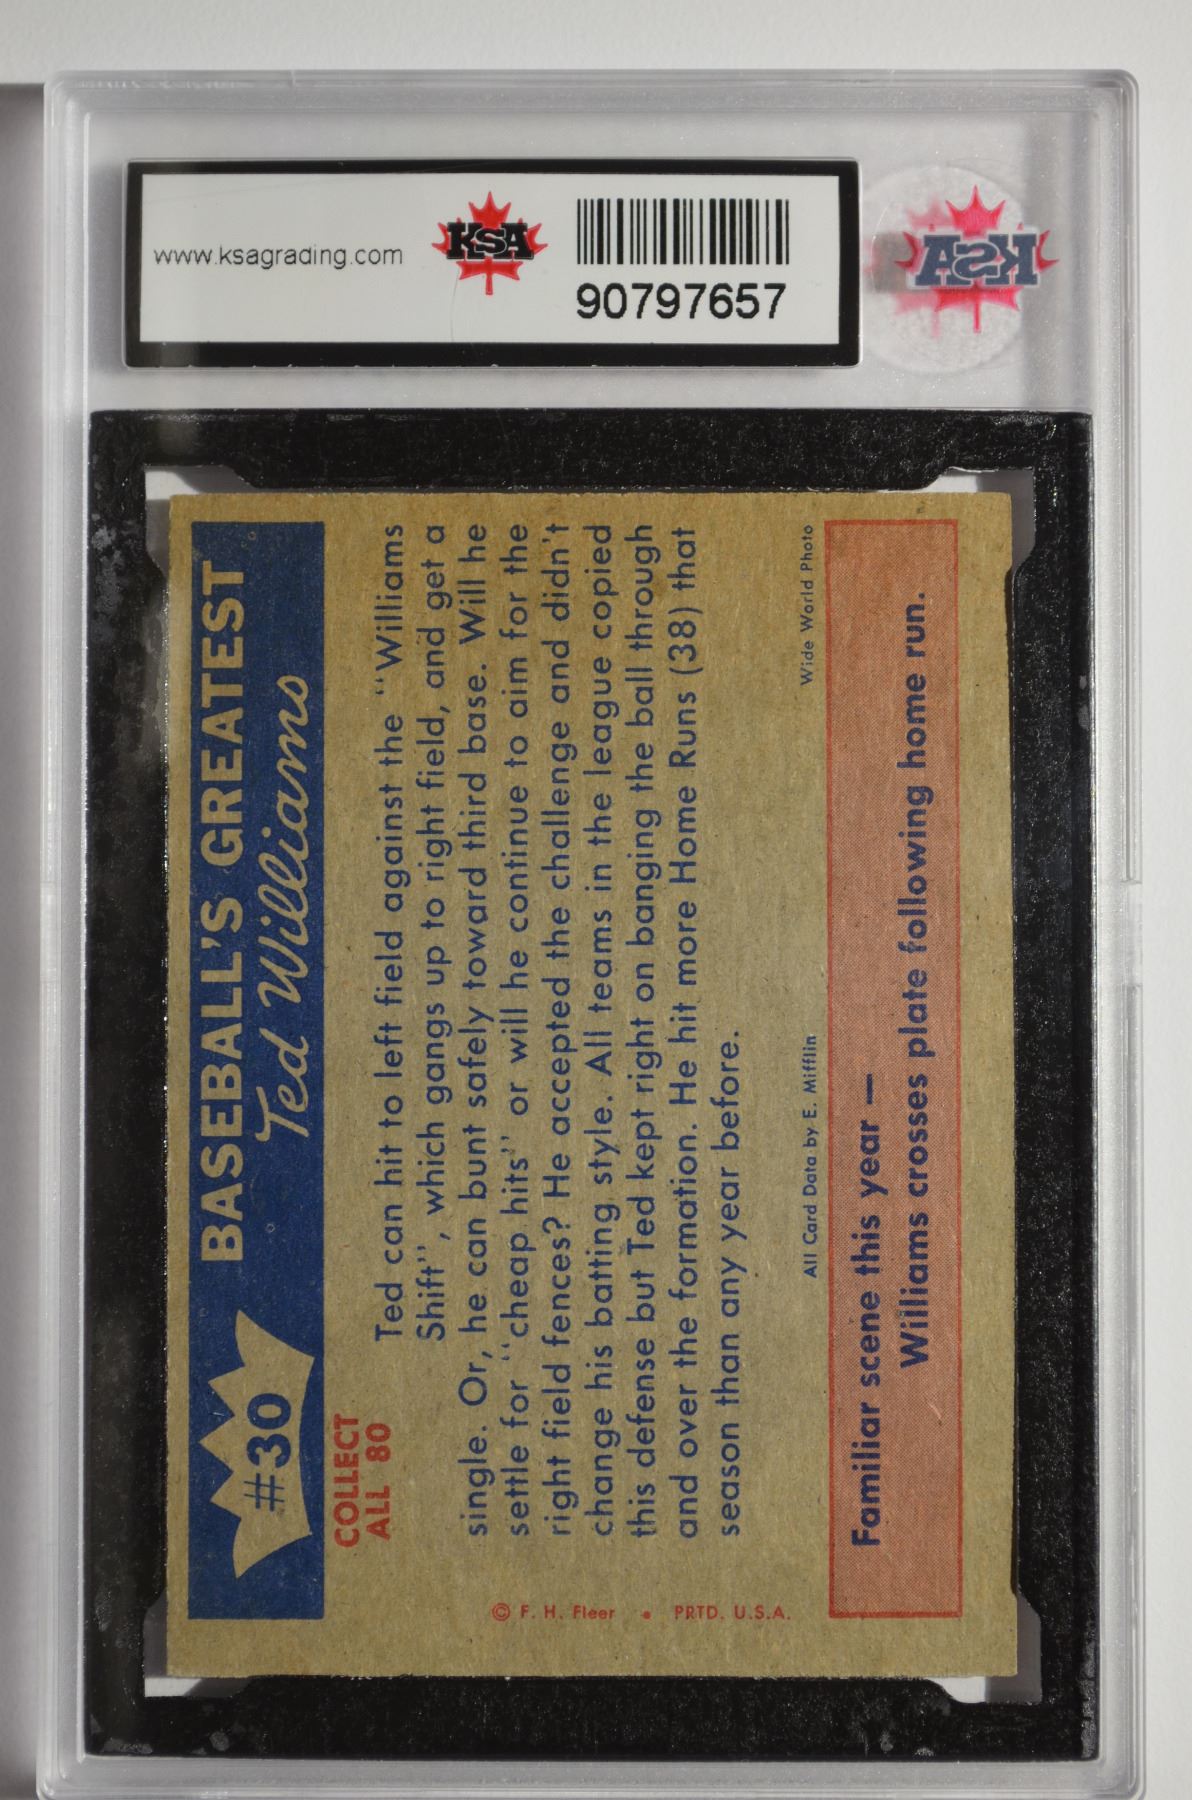 www.ksagrading.com
KSA
90797657
KSA
#30
BASEBALL'S GREATEST
Ted Williams
COLLECT
ALL 80
Ted can hit to left field against the "Williams
Shift", which gangs up to right field, and get a
single. Or, he can bunt safely toward third base. Will he
settle for "cheap hits" or will he continue to aim for the
right field fences? He accepted the challenge and didn't
change his batting style. All teams in the league copied
this defense but Ted kept right on banging the ball through
and over the formation. He hit more Home Runs (38) that
season than any year before.
© F. H. Fleer • PRTD. U.S.A.
All Card Data by E. Mifflin
Wide World Photo
Familiar scene this year —
Williams crosses plate following home run.